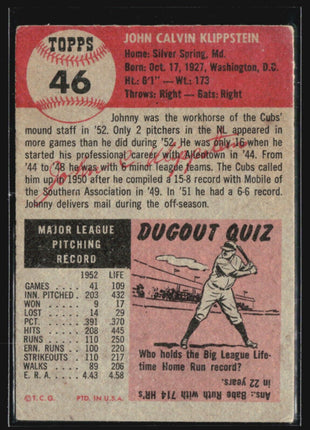 TOPPS
46
JOHN CALVIN KLIPPSTEIN
Home: Silver Spring, Md.
Born: Oct. 17, 1927, Washington, D.C.
Ht.: 6'1" — Wt.: 173
Throws: Right — Bats: Right
Johnny was the workhorse of the Cubs'
mound staff in '52. Only 2 pitchers in the NL appeared in
more games than he did during '52. He was only 16 when
he started his professional career with Allentown in '44. From
'44 to '48 he was with 6 minor league teams. The Cubs called
him up in 1950 after he compiled a 15-8 record with Mobile of
the Southern Association in '49. In '51 he had a 6-6 record.
Johnny delivers mail during the off-season.
John C Klippstein
MAJOR LEAGUE
PITCHING
RECORD
1952 LIFE
GAMES 41 109
INN. PITCHED 203 432
WON 9 17
LOST 14 29
PCT. .391 .370
HITS 208 445
RUNS 110 250
ERN. RUNS 100 220
STRIKEOUTS 117 216
WALKS 89 206
E. R. A. 4.43 4.58
DUGOUT QUIZ
Who holds the Big League Life-
time Home Run record?
Ans.: Babe Ruth with 714 HR's
in 22 years.
© T. C. G. PTD. IN U.S.A.